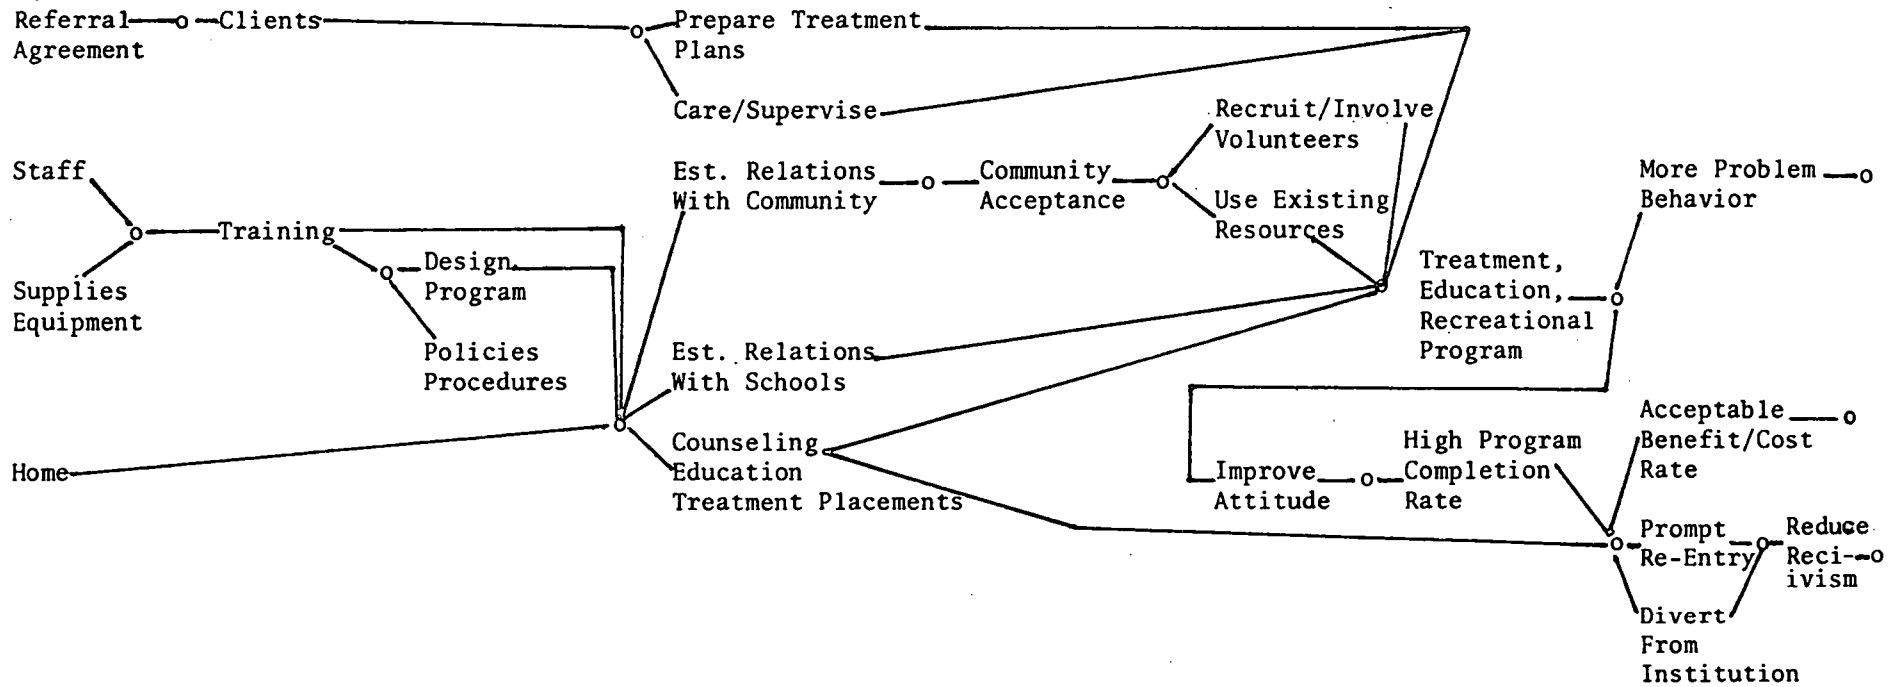 Referral
Agreement
Clients
Prepare Treatment
Plans
Care/Supervise
Recruit/Involve
Volunteers
Staff
Est. Relations
With Community
Community
Acceptance
Use Existing
Resources
More Problem
Behavior
Training
Design
Program
Supplies
Equipment
Policies
Procedures
Est. Relations
With Schools
Treatment,
Education,
Recreational
Program
Home
Counseling
Education
Treatment Placements
Improve
Attitude
High Program
Completion
Rate
Acceptable
Benefit/Cost
Rate
Prompt
Re-Entry
Reduce
Reci-
ivism
Divert
From
Institution